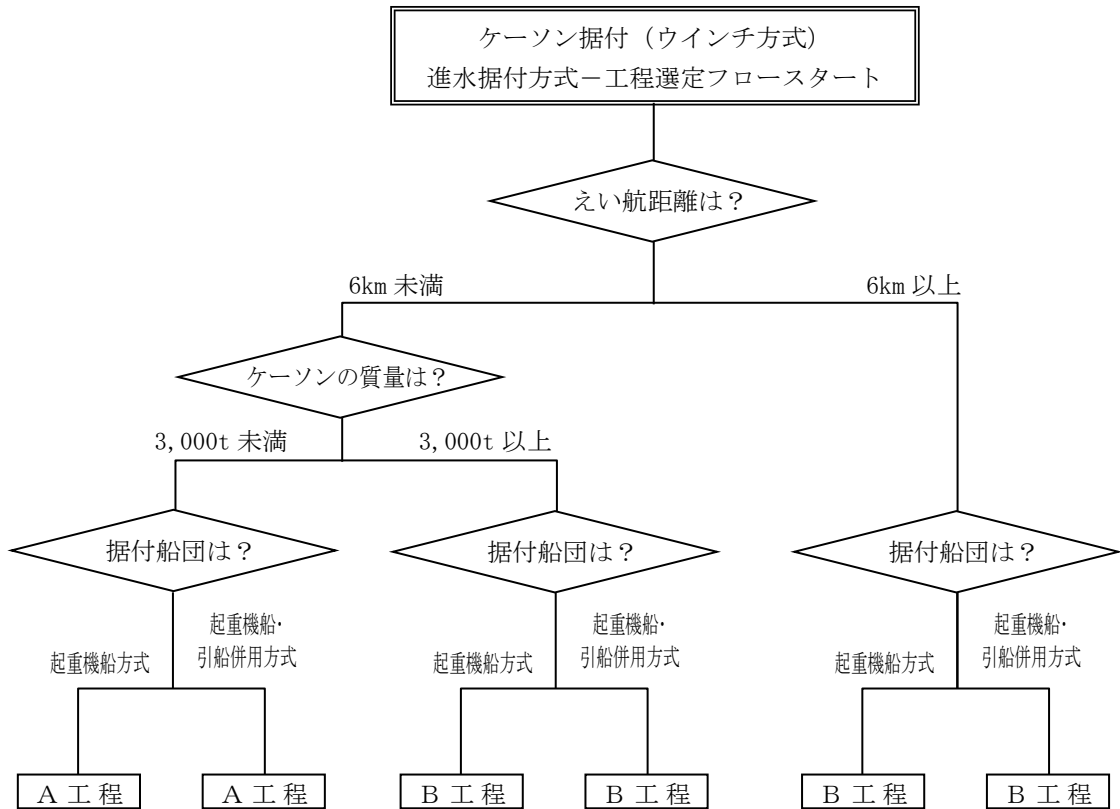 ケーソン据付（ウインチ方式）
進水据付方式－工程選定フロースタート
えい航距離は？
6km 未満
6km 以上
ケーソンの質量は？
3,000t 未満
3,000t 以上
据付船団は？
据付船団は？
据付船団は？
起重機船方式
起重機船・
引船併用方式
起重機船方式
起重機船・
引船併用方式
起重機船方式
起重機船・
引船併用方式
A 工 程
A 工 程
B 工 程
B 工 程
B 工 程
B 工 程